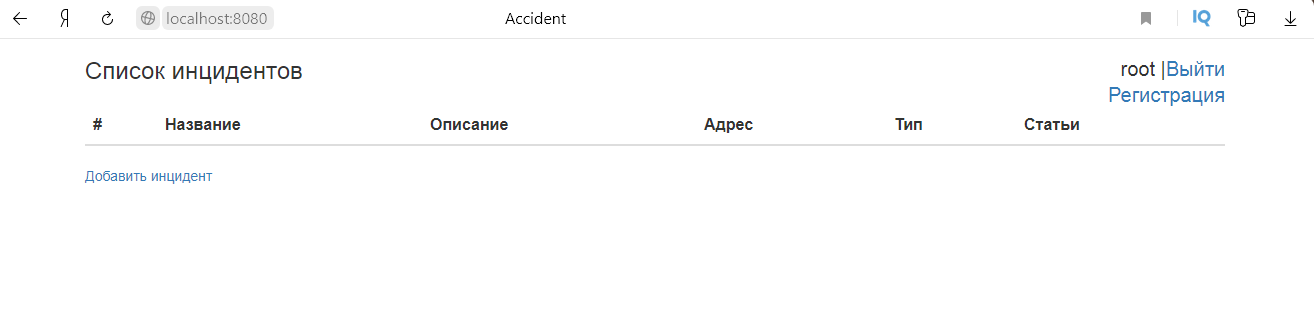 Я localhost:8080 Accident IQ
Список инцидентов root |Выйти
Регистрация
# Название Описание Адрес Тип Статьи
Добавить инцидент